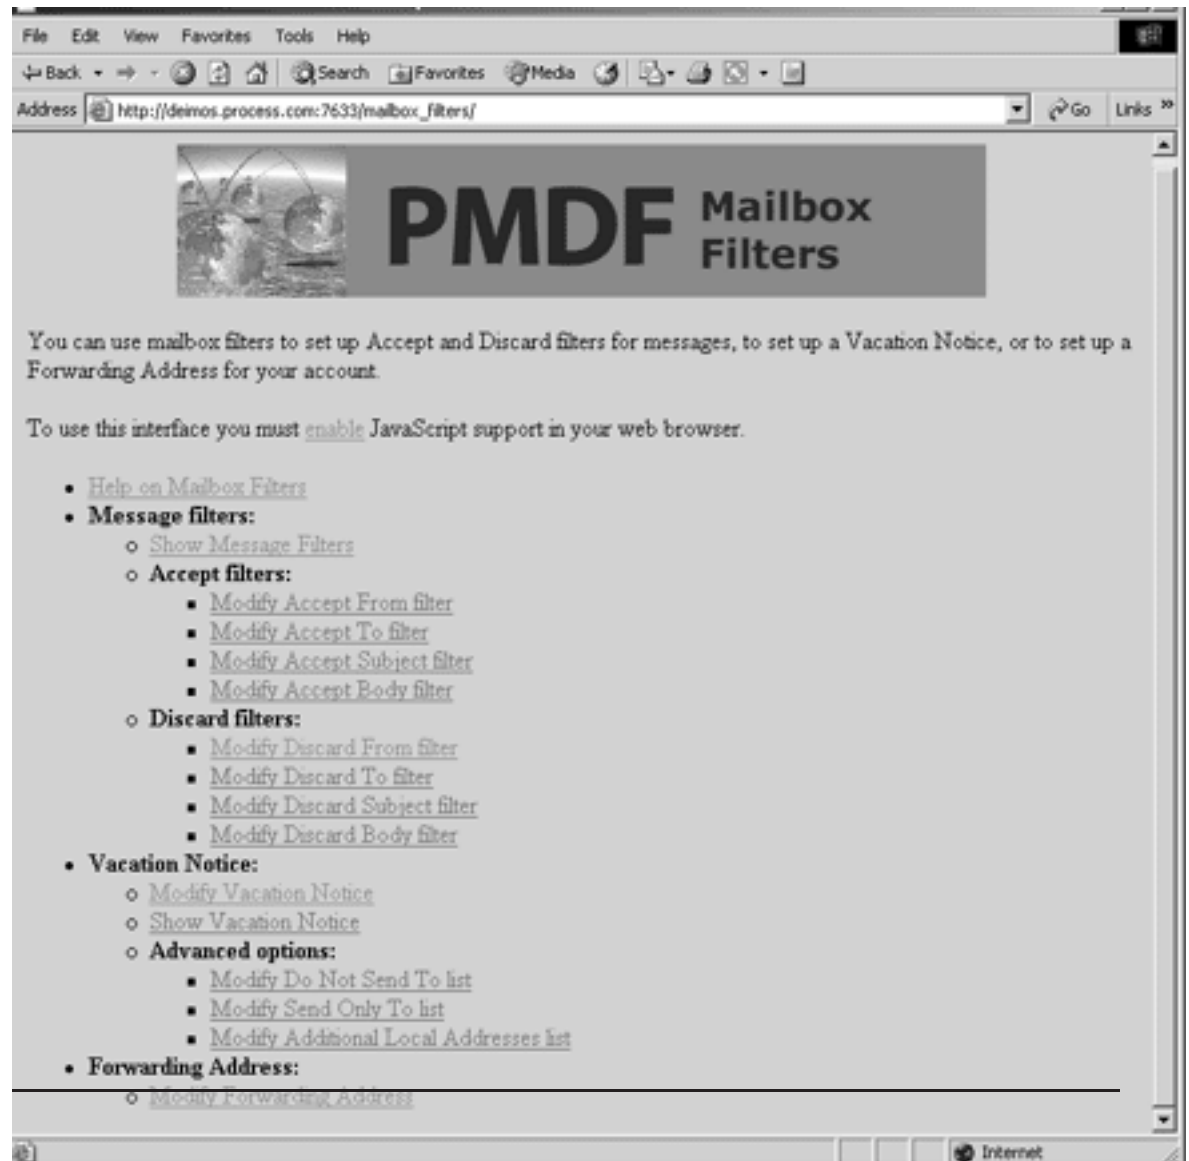 File Edit View Favorites Tools Help
Back Search Favorites Media
Address http://deimos.process.com:7633/mailbox_filters/ Go Links »
PMDF Mailbox Filters
You can use mailbox filters to set up Accept and Discard filters for messages, to set up a Vacation Notice, or to set up a
Forwarding Address for your account.
To use this interface you must enable JavaScript support in your web browser.
Help on Mailbox Filters
Message filters:
Show Message Filters
Accept filters:
Modify Accept From filter
Modify Accept To filter
Modify Accept Subject filter
Modify Accept Body filter
Discard filters:
Modify Discard From filter
Modify Discard To filter
Modify Discard Subject filter
Modify Discard Body filter
Vacation Notice:
Modify Vacation Notice
Show Vacation Notice
Advanced options:
Modify Do Not Send To list
Modify Send Only To list
Modify Additional Local Addresses list
Forwarding Address:
Modify Forwarding Address
Internet